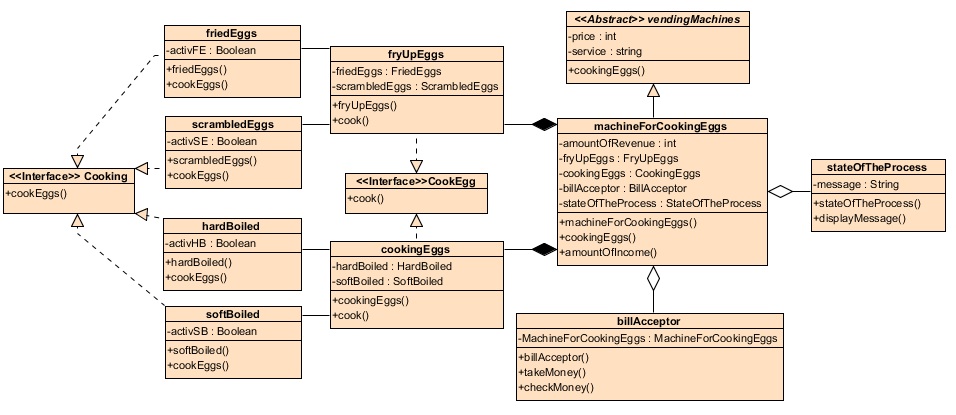 friedEggs
-activFE : Boolean
+friedEggs()
+cookEggs()
scrambledEggs
-activSE : Boolean
+scrambledEggs()
+cookEggs()
<<Interface>> Cooking
+cookEggs()
hardBoiled
-activHB : Boolean
+hardBoiled()
+cookEggs()
softBoiled
-activSB : Boolean
+softBoiled()
+cookEggs()
fryUpEggs
-friedEggs : FriedEggs
-scrambledEggs : ScrambledEggs
+fryUpEggs()
+cook()
<<Interface>>CookEgg
+cook()
cookingEggs
-hardBoiled : HardBoiled
-softBoiled : SoftBoiled
+cookingEggs()
+cook()
<<Abstract>> vendingMachines
-price : int
-service : string
+cookingEggs()
machineForCookingEggs
-amountOfRevenue : int
-fryUpEggs : FryUpEggs
-cookingEggs : CookingEggs
-billAcceptor : BillAcceptor
-stateOfTheProcess : StateOfTheProcess
+machineForCookingEggs()
+cookingEggs()
+amountOfIncome()
stateOfTheProcess
-message : String
+stateOfTheProcess()
+displayMessage()
billAcceptor
-MachineForCookingEggs : MachineForCookingEggs
+billAcceptor()
+takeMoney()
+checkMoney()